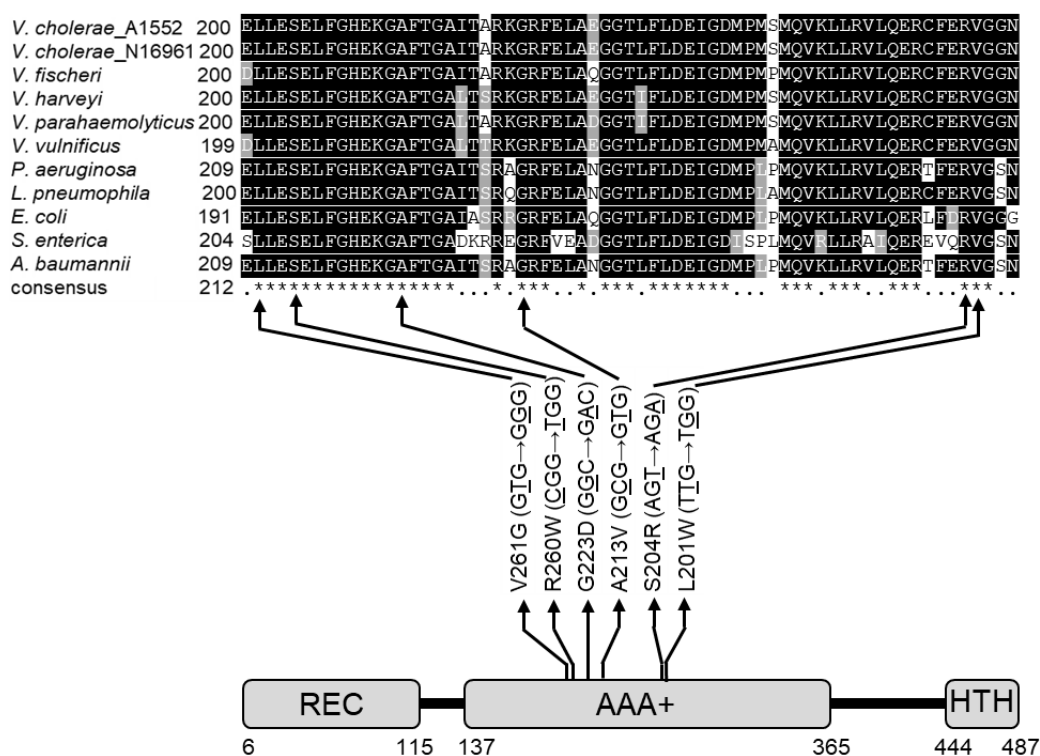 V. cholerae_A1552 200 ELLESELFGHEKGAFTGAITARKGRFELAEGGTLFLDEIGDMPMSMQVKLLRVLQERCFERVGGN
V. cholerae_N16961 200 ELLESELFGHEKGAFTGAITARKGRFELAEGGTLFLDEIGDMPMSMQVKLLRVLQERCFERVGGN
V. fischeri 200 DLLESELFGHEKGAFTGAITARKGRFELAQGGTLFLDEIGDMPMPMQVKLLRVLQERCFERVGGN
V. harveyi 200 ELLESELFGHEKGAFTGALTSRKGRFELAEGGTIFLDEIGDMPMSMQVKLLRVLQERCFERVGGN
V. parahaemolyticus 200 ELLESELFGHEKGAFTGALTARKGRFELADGGTIFLDEIGDMPMSMQVKLLRVLQERCFERVGGN
V. vulnificus 199 DLLESELFGHEKGAFTGALTTRKGRFELADGGTLFLDEIGDMPMAMQVKLLRVLQERCFERVGGN
P. aeruginosa 209 ELLESELFGHEKGAFTGAITSRAGRFELANGGTLFLDEIGDMPLPMQVKLLRVLQERTFERVGSN
L. pneumophila 200 ELLESELFGHEKGAFTGAITSRQGRFELANGGTLFLDEIGDMPLAMQVKLLRVLQERCFERVGSN
E. coli 191 ELLESELFGHEKGAFTGAIASRRGRFELAQGGTLFLDEIGDMPLPMQVKLLRVLQERLFDRVGGG
S. enterica 204 SLLESELFGHEKGAFTGADKRREGRFVEADGGTLFLDEIGDISPLMQVRLLRAIQEREVQRVGSN
A. baumannii 209 ELLESELFGHEKGAFTGAITSRAGRFELANGGTLFLDEIGDMPLPMQVKLLRVLQERTFERVGSN
consensus 212 .*****************...*.***..*.***.*******....***.***..***...***..
V261G (GTG→GGG)
R260W (CGG→TGG)
G223D (GGC→GAC)
A213V (GCG→GTG)
S204R (AGT→AGA)
L201W (TTG→TGG)
REC AAA+ HTH
6 115 137 365 444 487